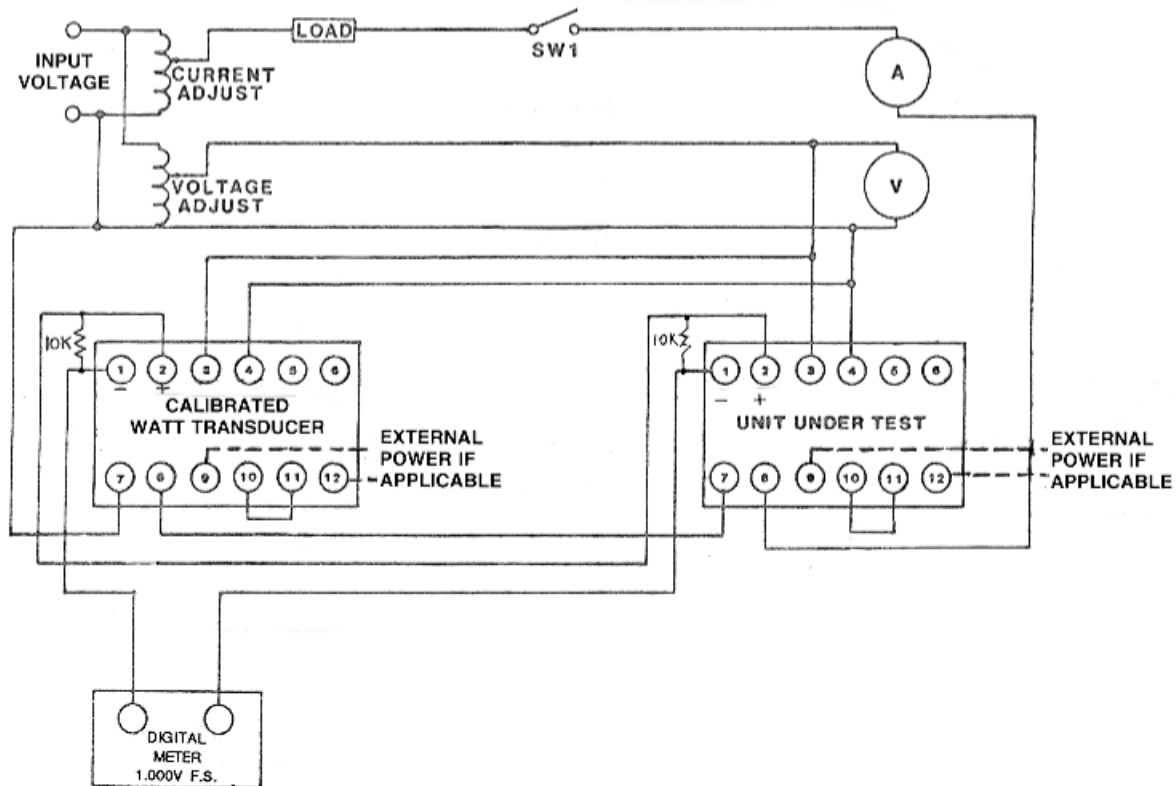 INPUT
VOLTAGE
CURRENT
ADJUST
LOAD
SW1
A
VOLTAGE
ADJUST
V
10K
1 2 3 4 5 6
- +
CALIBRATED
WATT TRANSDUCER
7 8 9 10 11 12
EXTERNAL
POWER IF
APPLICABLE
10K
1 2 3 4 5 6
- +
UNIT UNDER TEST
7 8 9 10 11 12
EXTERNAL
POWER IF
APPLICABLE
DIGITAL
METER
1.000V F.S.